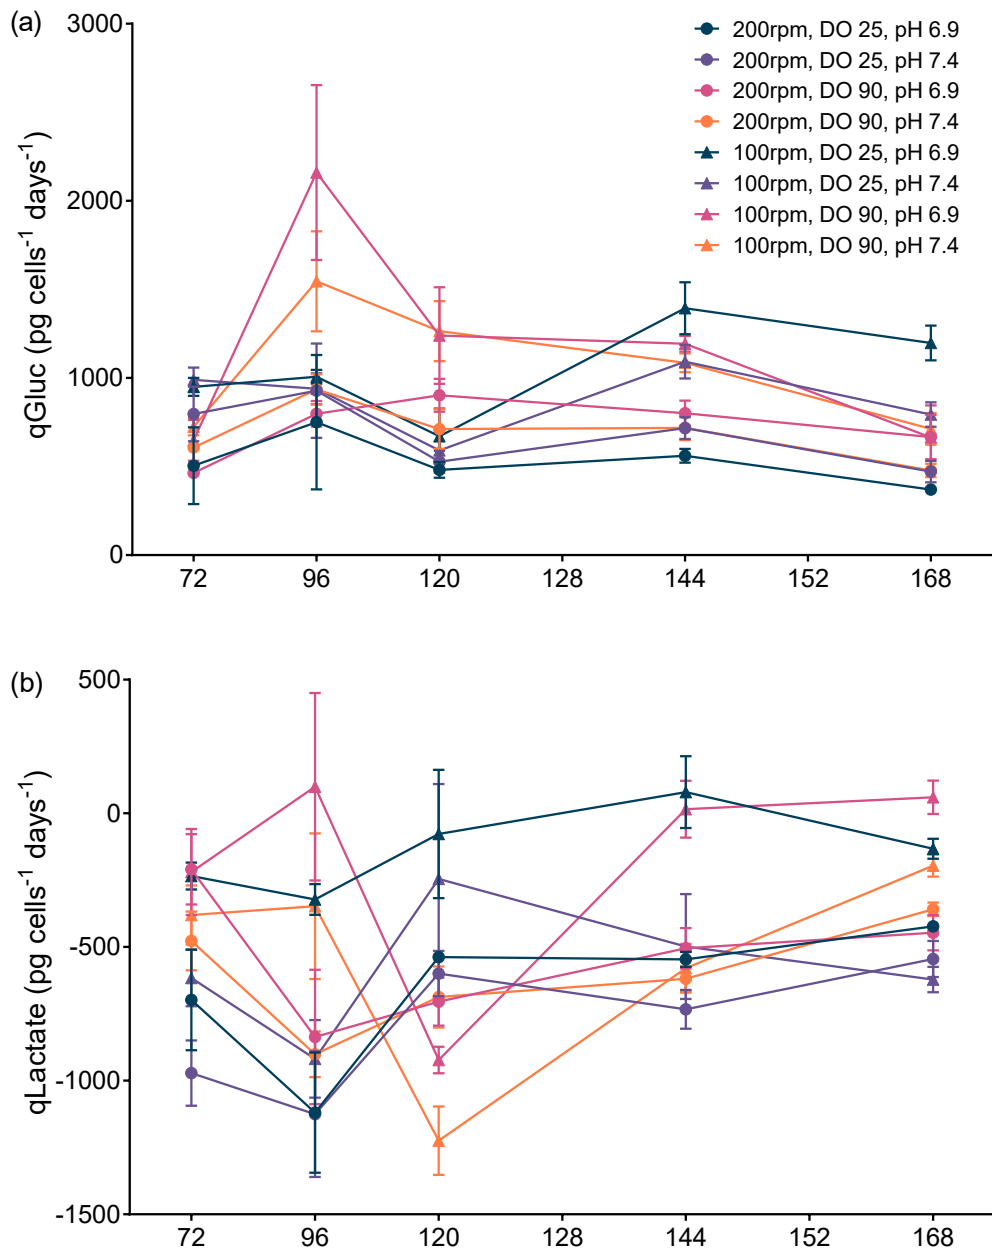 (a)
3000
2000
1000
0
qGluc (pg cells⁻¹ days⁻¹)
200rpm, DO 25, pH 6.9
200rpm, DO 25, pH 7.4
200rpm, DO 90, pH 6.9
200rpm, DO 90, pH 7.4
100rpm, DO 25, pH 6.9
100rpm, DO 25, pH 7.4
100rpm, DO 90, pH 6.9
100rpm, DO 90, pH 7.4
72 96 120 128 144 152 168
(b)
500
0
-500
-1000
-1500
qLactate (pg cells⁻¹ days⁻¹)
72 96 120 128 144 152 168